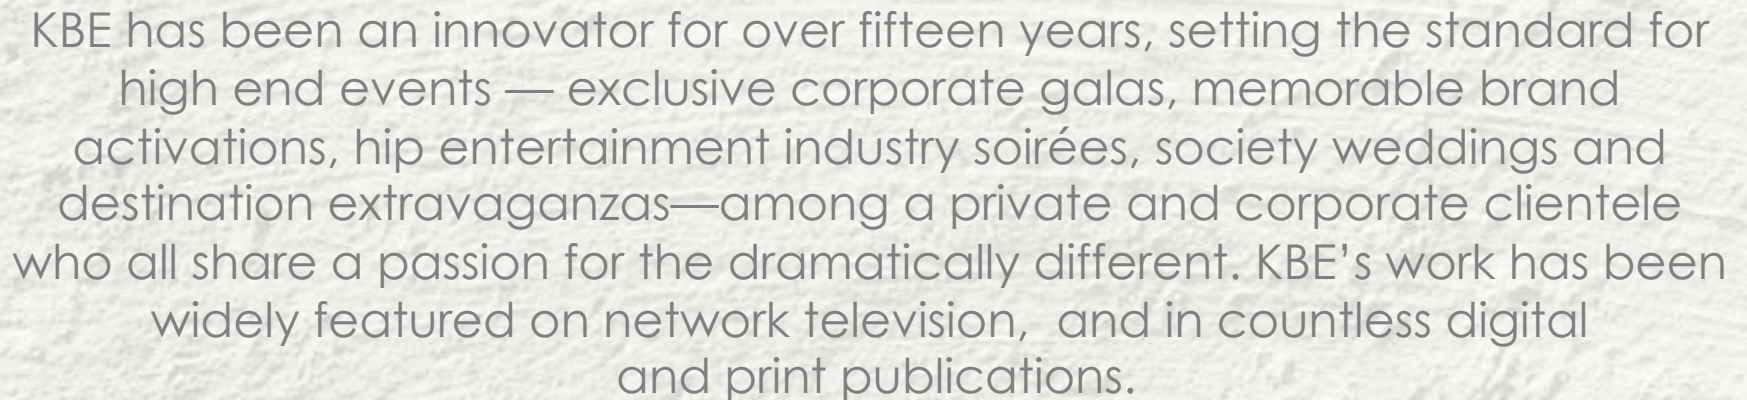 KBE has been an innovator for over fifteen years, setting the standard for
high end events — exclusive corporate galas, memorable brand
activations, hip entertainment industry soirées, society weddings and
destination extravaganzas—among a private and corporate clientele
who all share a passion for the dramatically different. KBE’s work has been
widely featured on network television,  and in countless digital
and print publications.